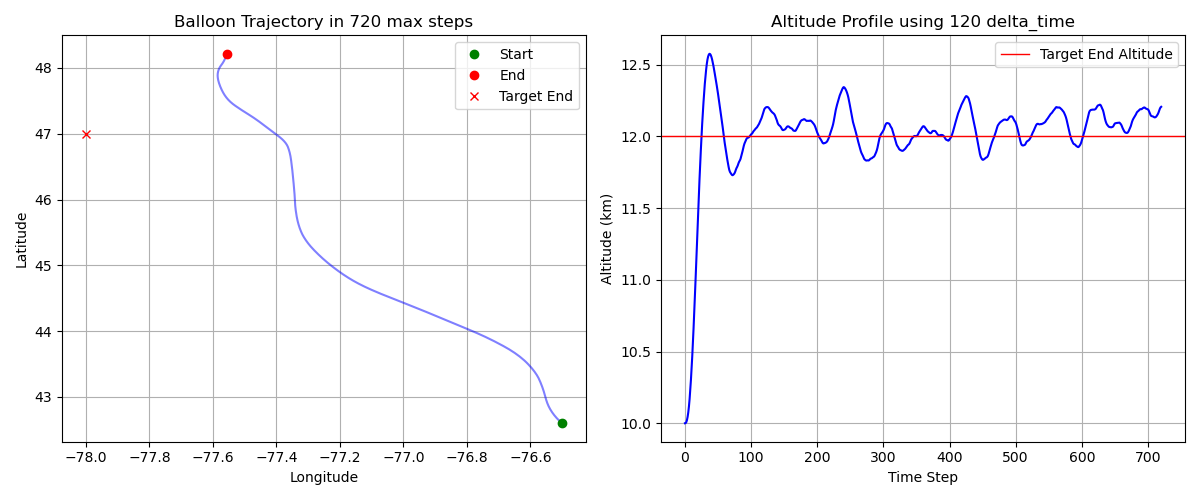 Balloon Trajectory in 720 max steps
Start
End
Target End
48
47
46
45
44
43
Latitude
−78.0
−77.8
−77.6
−77.4
−77.2
−77.0
−76.8
−76.6
Longitude
Altitude Profile using 120 delta_time
Target End Altitude
12.5
12.0
11.5
11.0
10.5
10.0
Altitude (km)
0
100
200
300
400
500
600
700
Time Step